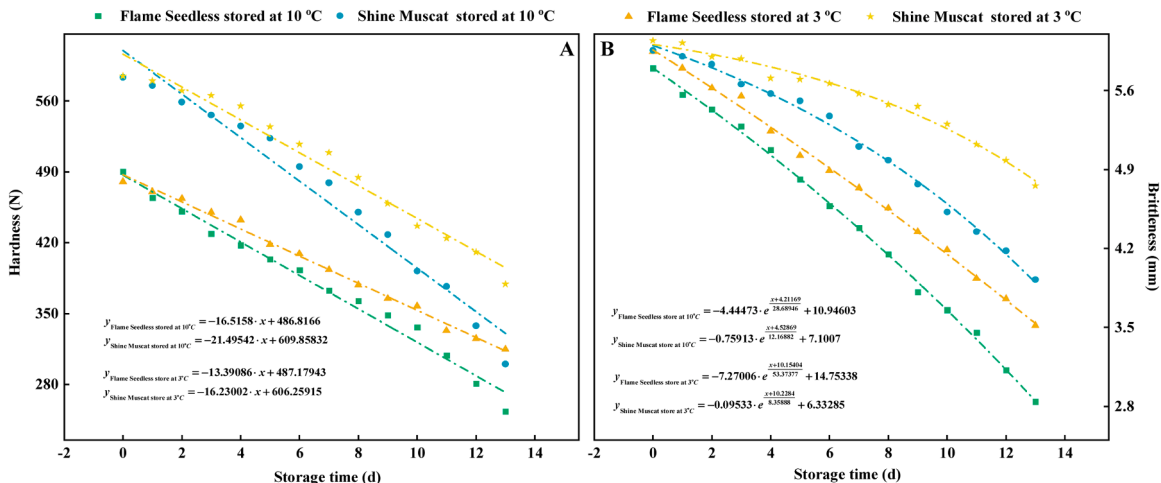 Flame Seedless stored at 10 ºC
Shine Muscat stored at 10 ºC
Flame Seedless stored at 3 ºC
Shine Muscat stored at 3 ºC
A
Hardness (N)
560
490
420
350
280
y Flame Seedless stored at 10°C =−16.5158· x+486.8166
y Shine Muscat stored at 10°C =−21.49542· x+609.85832
y Flame Seedless stored at 3°C =−13.39086· x+487.17943
y Shine Muscat store at 3°C =−16.23002· x+606.25915
-2 0 2 4 6 8 10 12 14
Storage time (d)
B
Brittleness (mm)
5.6
4.9
4.2
3.5
2.8
y Flame Seedless store at 10°C =−4.44473· e^((x+4.21169)/28.68946) +10.94603
y Shine Muscat store at 10°C =−0.75913· e^((x+4.52869)/12.16882) +7.1007
y Flame Seedless store at 3°C =−7.27006· e^((x+10.15404)/53.37377) +14.75338
y Shine Muscat store at 3°C =−0.09533· e^((x+10.2284)/8.35888) +6.33285
-2 0 2 4 6 8 10 12 14
Storage time (d)